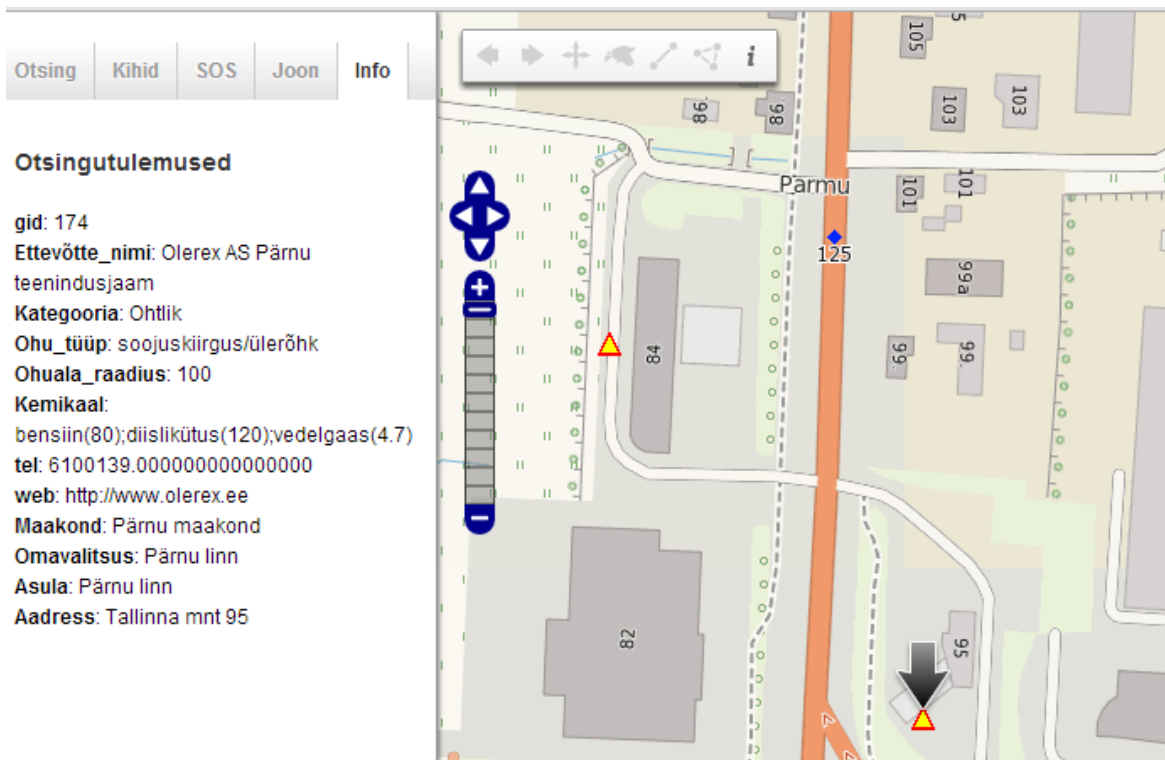 Otsing
Kihid
SOS
Joon
Info
Otsingutulemused
gid: 174
Ettevõtte_nimi: Olerex AS Pärnu
teenindusjaam
Kategooria: Ohtlik
Ohu_tüüp: soojuskiirgus/ülerõhk
Ohuala_raadius: 100
Kemikaal:
bensiin(80);diislikütus(120);vedelgaas(4.7)
tel: 6100139.000000000000000
web: http://www.olerex.ee
Maakond: Pärnu maakond
Omavalitsus: Pärnu linn
Asula: Pärnu linn
Aadress: Tallinna mnt 95
i
105
103
103
98
98
Pärmu
101
101
125
99a
84
99
99
82
95